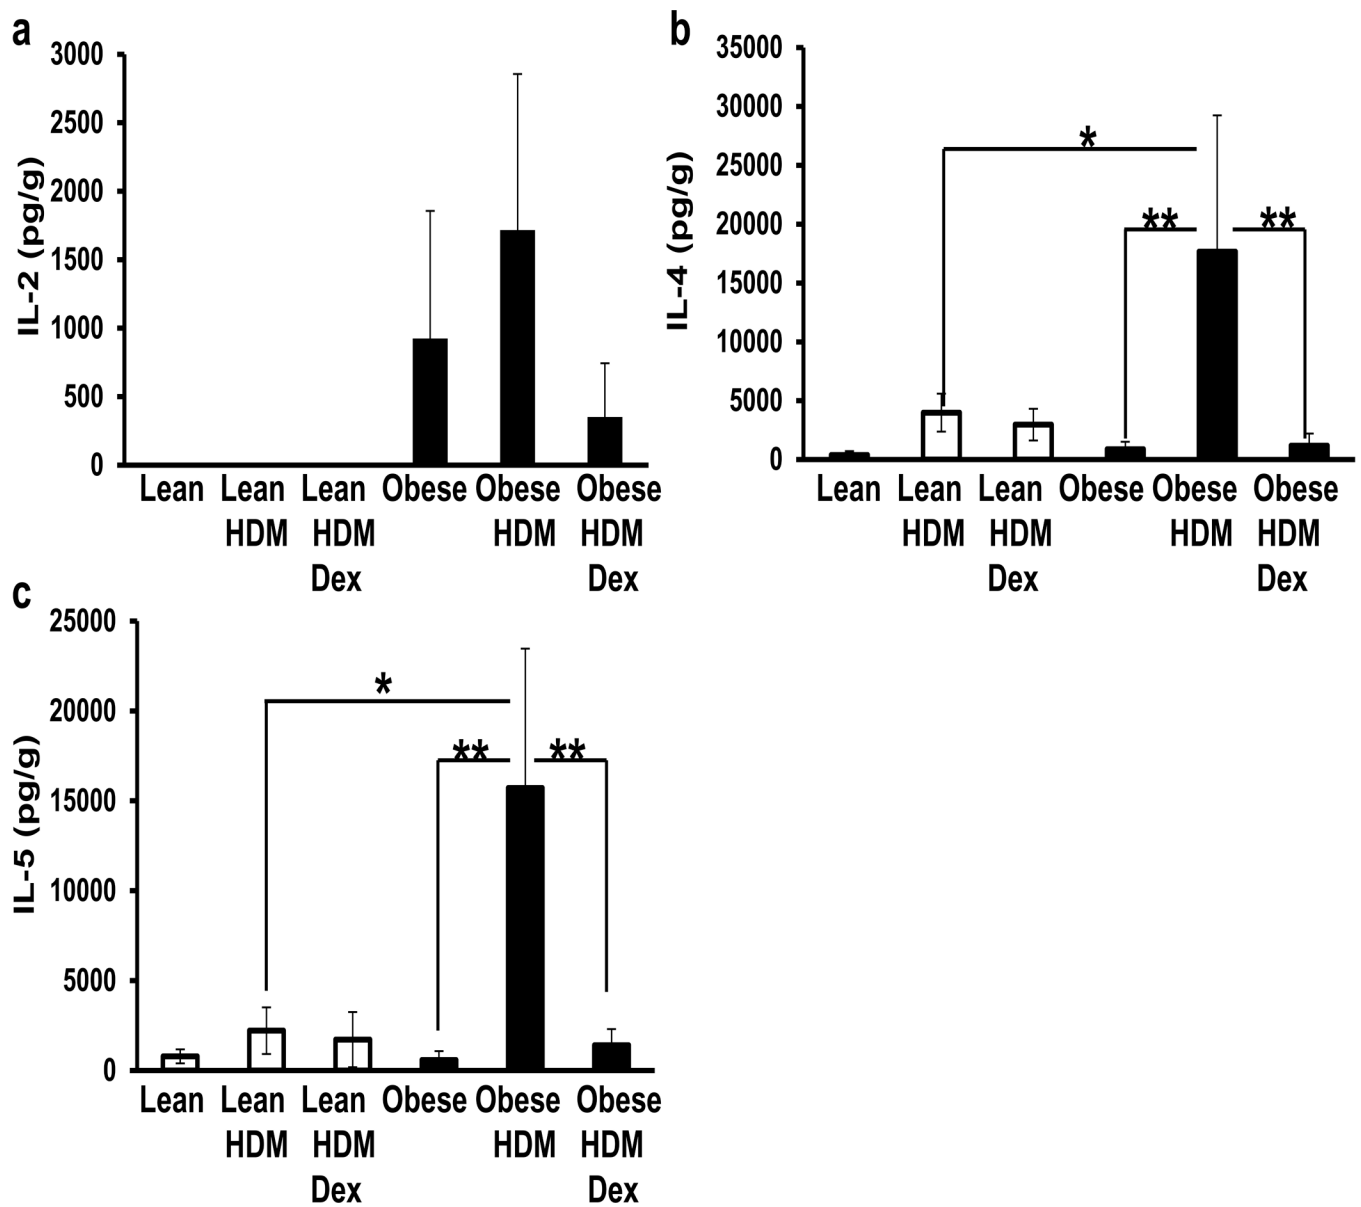 a
3000
2500
2000
1500
1000
500
0
IL-2 (pg/g)
Lean Lean Lean Obese Obese Obese
HDM HDM HDM HDM
Dex Dex
b
35000
30000
25000
20000
15000
10000
5000
0
IL-4 (pg/g)
*
** **
Lean Lean Lean Obese Obese Obese
HDM HDM HDM HDM
Dex Dex
c
25000
20000
15000
10000
5000
0
IL-5 (pg/g)
*
** **
Lean Lean Lean Obese Obese Obese
HDM HDM HDM HDM
Dex Dex